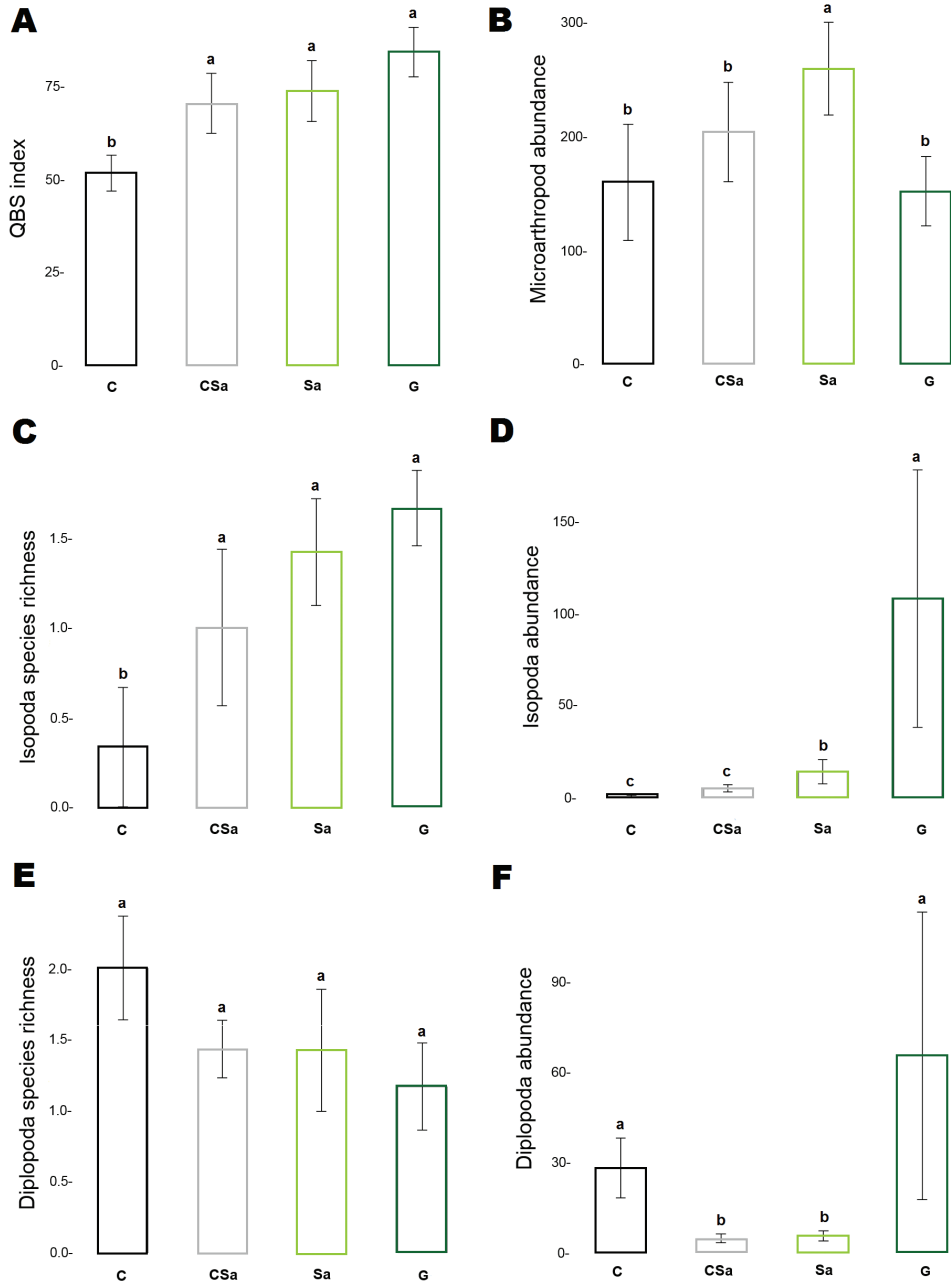 A
QBS index
75-
50-
25-
0-
b
a
a
a
C
CSa
Sa
G
B
Microarthropod abundance
300-
200-
100-
0-
b
b
a
b
C
CSa
Sa
G
C
Isopoda species richness
1.5-
1.0-
0.5-
0.0-
b
a
a
a
C
CSa
Sa
G
D
Isopoda abundance
150-
100-
50-
0-
c
c
b
a
C
CSa
Sa
G
E
Diplopoda species richness
2.0-
1.5-
1.0-
0.5-
0.0-
a
a
a
a
C
CSa
Sa
G
F
Diplopoda abundance
90-
60-
30-
0-
a
b
b
a
C
CSa
Sa
G